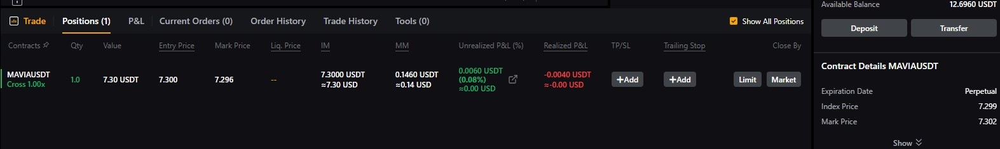 Available Balance 12.6960 USDT
Trade Positions (1) P&L Current Orders (0) Order History Trade History Tools (0) Show All Positions
Deposit Transfer
Contracts Qty Value Entry Price Mark Price Liq. Price IM MM Unrealized P&L (%) Realized P&L TP/SL Trailing Stop Close By
MAVIAUSDT
Cross 1.00x
1.0 7.30 USDT 7.300 7.296 --
7.3000 USDT
≈7.30 USD
0.1460 USDT
≈0.14 USD
0.0060 USDT
(0.08%)
≈0.00 USD
-0.0040 USDT
≈-0.00 USD
+Add +Add Limit Market
Contract Details MAVIAUSDT
Expiration Date Perpetual
Index Price 7.299
Mark Price 7.302
Show